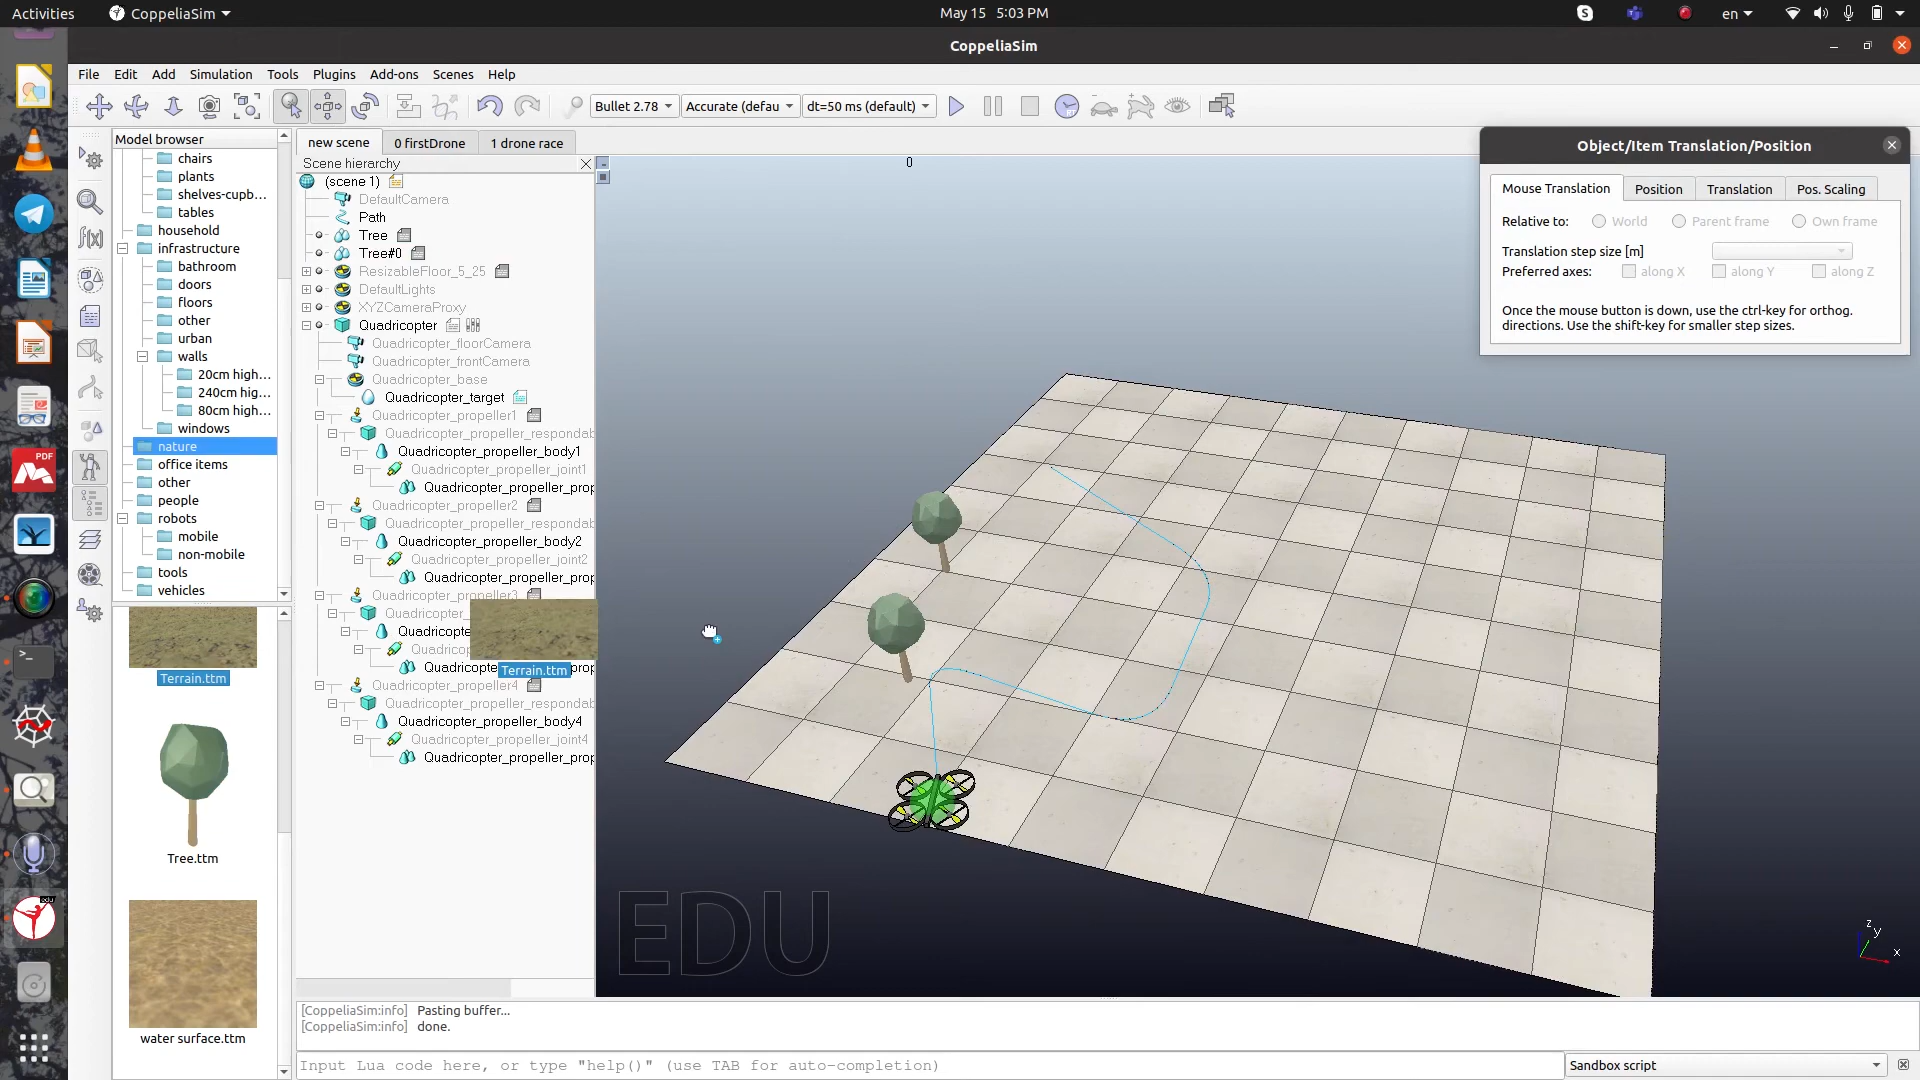 Activities
CoppeliaSim
May 15 5:03 PM
en
CoppeliaSim
File Edit Add Simulation Tools Plugins Add-ons Scenes Help
Bullet 2.78
Accurate (defau
dt=50 ms (default)
Model browser
chairs
plants
shelves-cupb...
tables
household
infrastructure
bathroom
doors
floors
other
urban
walls
20cm high...
240cm hig...
80cm high...
windows
nature
office items
other
people
robots
mobile
non-mobile
tools
vehicles
Terrain.ttm
Tree.ttm
water surface.ttm
new scene
0 firstDrone
1 drone race
Scene hierarchy
(scene 1)
DefaultCamera
Path
Tree
Tree#0
ResizableFloor_5_25
DefaultLights
XYZCameraProxy
Quadricopter
Quadricopter_floorCamera
Quadricopter_frontCamera
Quadricopter_base
Quadricopter_target
Quadricopter_propeller1
Quadricopter_propeller_respondab
Quadricopter_propeller_body1
Quadricopter_propeller_joint1
Quadricopter_propeller_prop
Quadricopter_propeller2
Quadricopter_propeller_respondab
Quadricopter_propeller_body2
Quadricopter_propeller_joint2
Quadricopter_propeller_prop
Quadricopter_propeller3
Quadricopter_
Quadricopte
Quadricop
Quadricopte
prop
Terrain.ttm
Quadricopter_propeller4
Quadricopter_propeller_respondab
Quadricopter_propeller_body4
Quadricopter_propeller_joint4
Quadricopter_propeller_prop
0
EDU
z
y
x
Object/Item Translation/Position
Mouse Translation
Position
Translation
Pos. Scaling
Relative to: World Parent frame Own frame
Translation step size [m]
Preferred axes: along X along Y along Z
Once the mouse button is down, use the ctrl-key for orthog.
directions. Use the shift-key for smaller step sizes.
[CoppeliaSim:info] Pasting buffer...
[CoppeliaSim:info] done.
Input Lua code here, or type "help()" (use TAB for auto-completion)
Sandbox script
PDF
edu